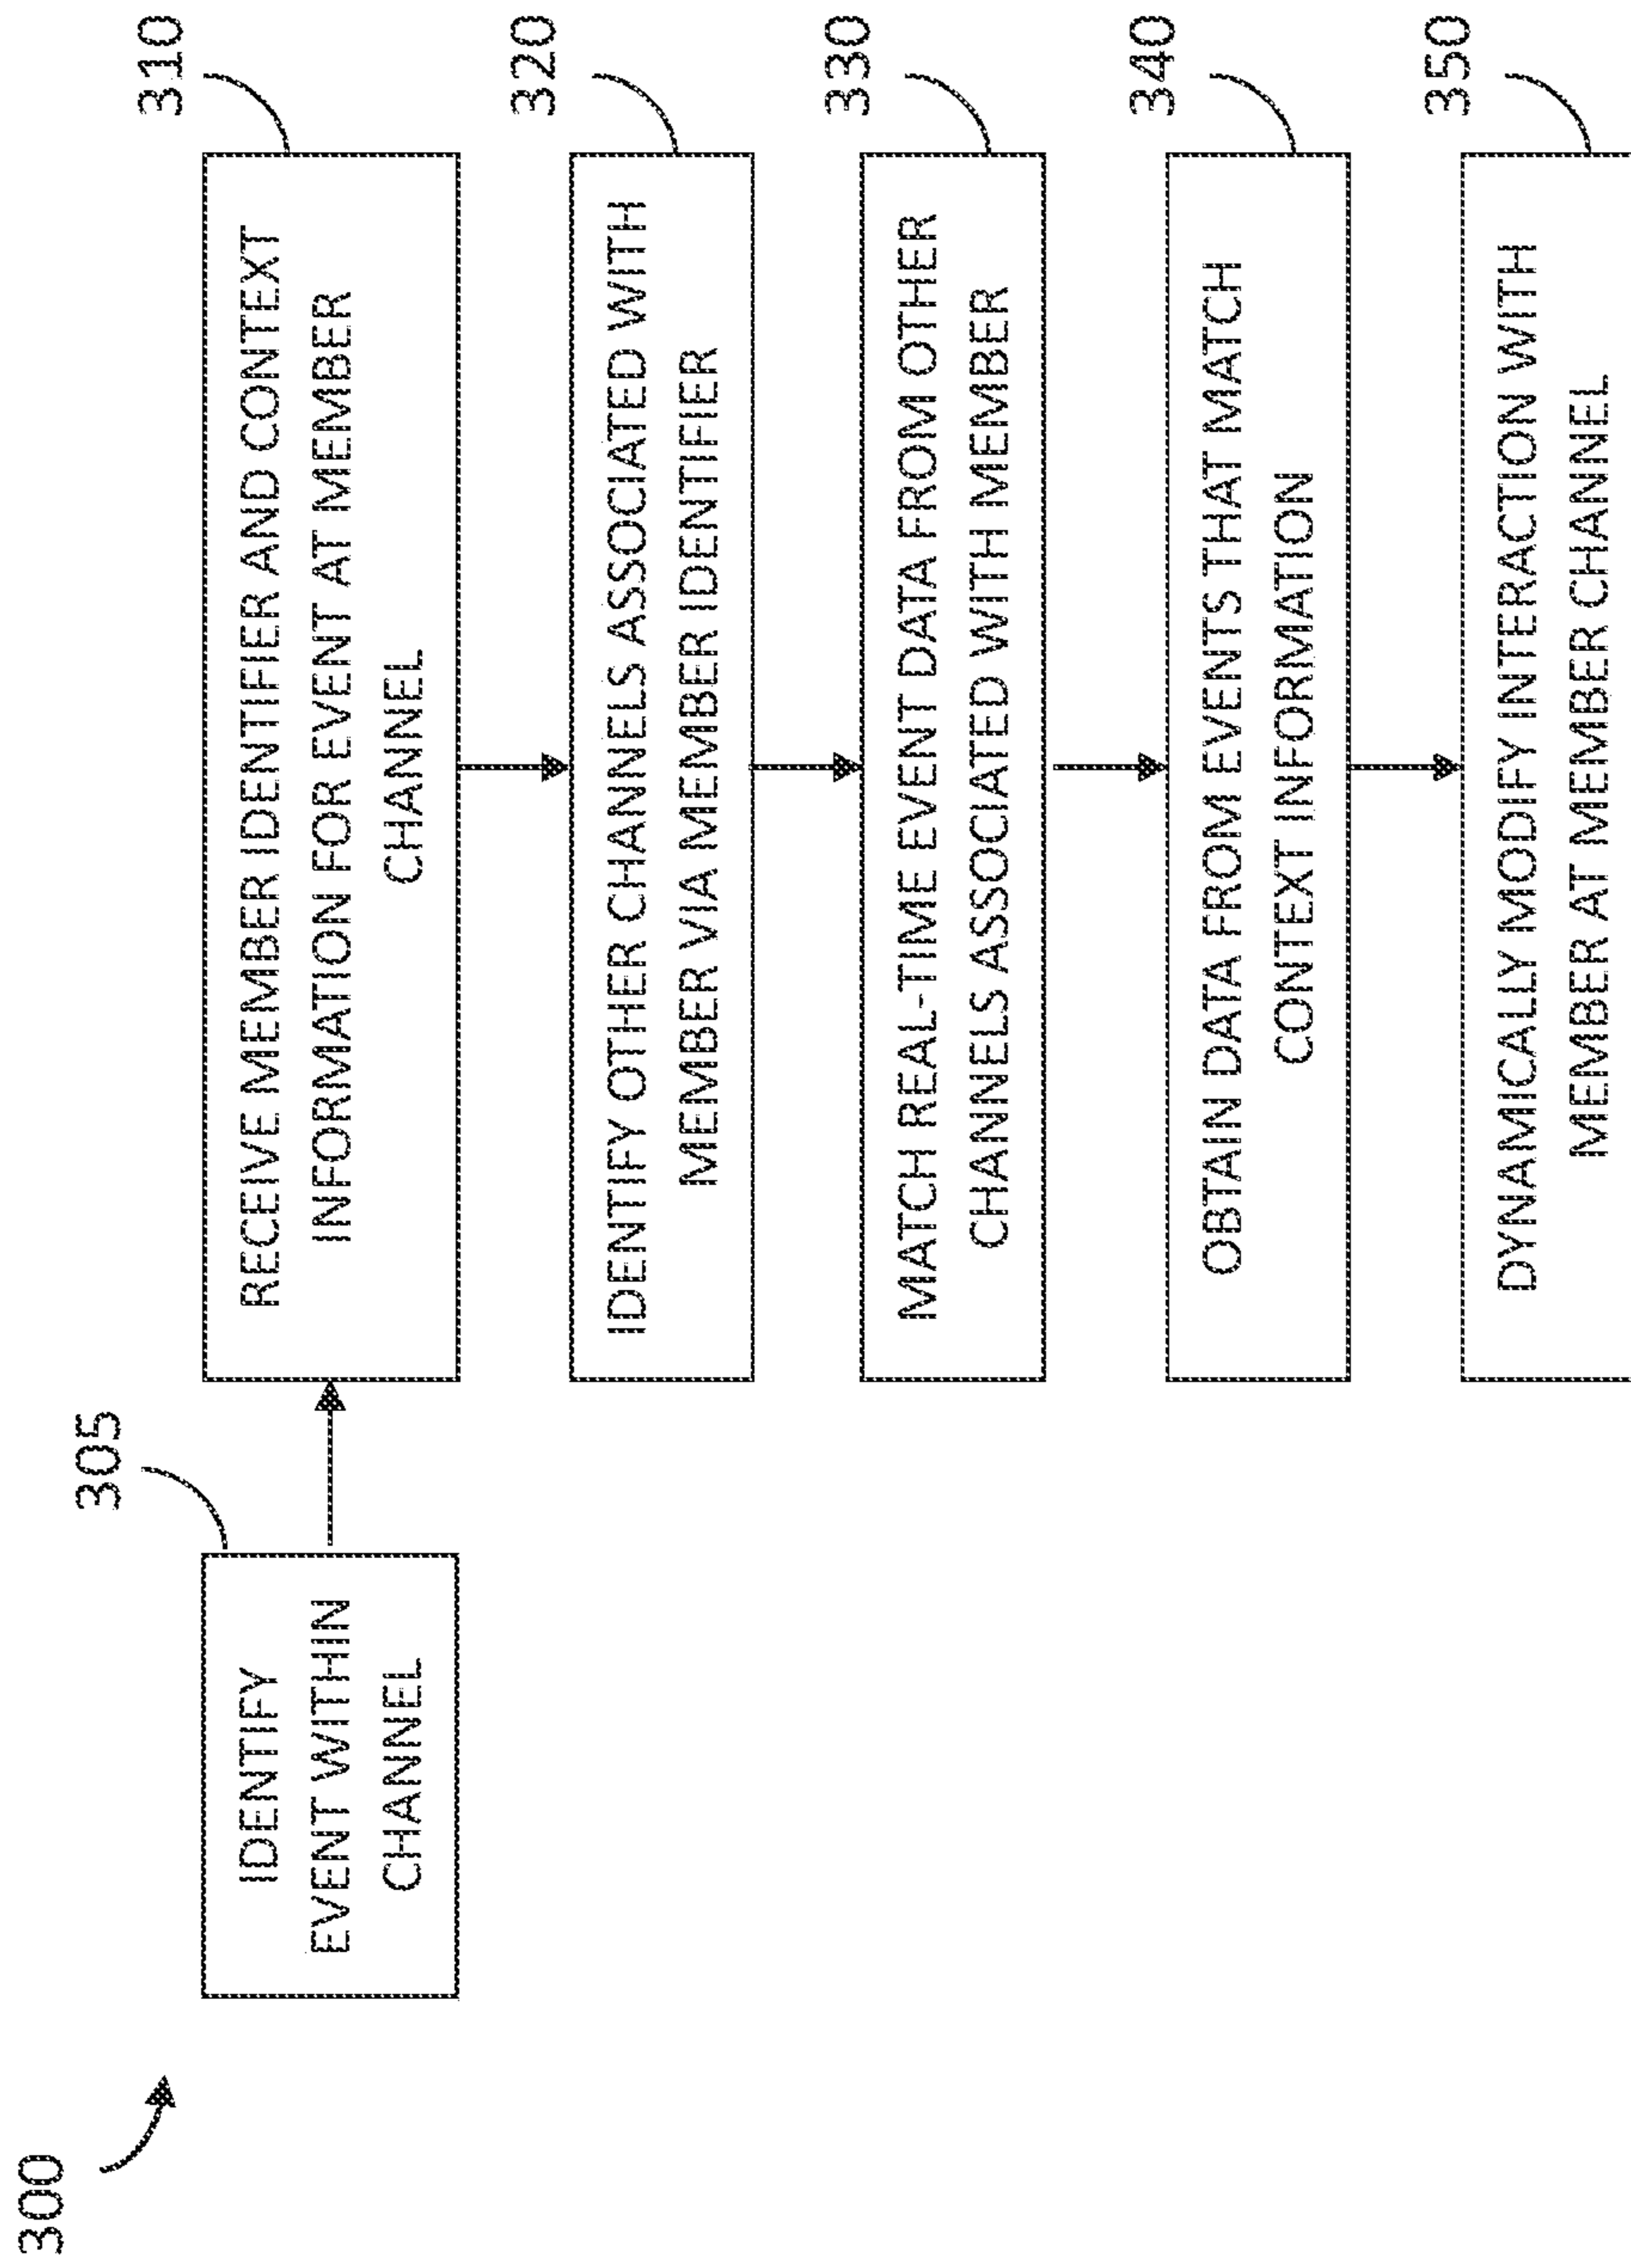 300
305
IDENTIFY
EVENT WITHIN
CHANNEL
310
RECEIVE MEMBER IDENTIFIER AND CONTEXT
INFORMATION FOR EVENT AT MEMBER
CHANNEL
320
IDENTIFY OTHER CHANNELS ASSOCIATED WITH
MEMBER VIA MEMBER IDENTIFIER
330
MATCH REAL-TIME EVENT DATA FROM OTHER
CHANNELS ASSOCIATED WITH MEMBER
340
OBTAIN DATA FROM EVENTS THAT MATCH
CONTEXT INFORMATION
350
DYNAMICALLY MODIFY INTERACTION WITH
MEMBER AT MEMBER CHANNEL